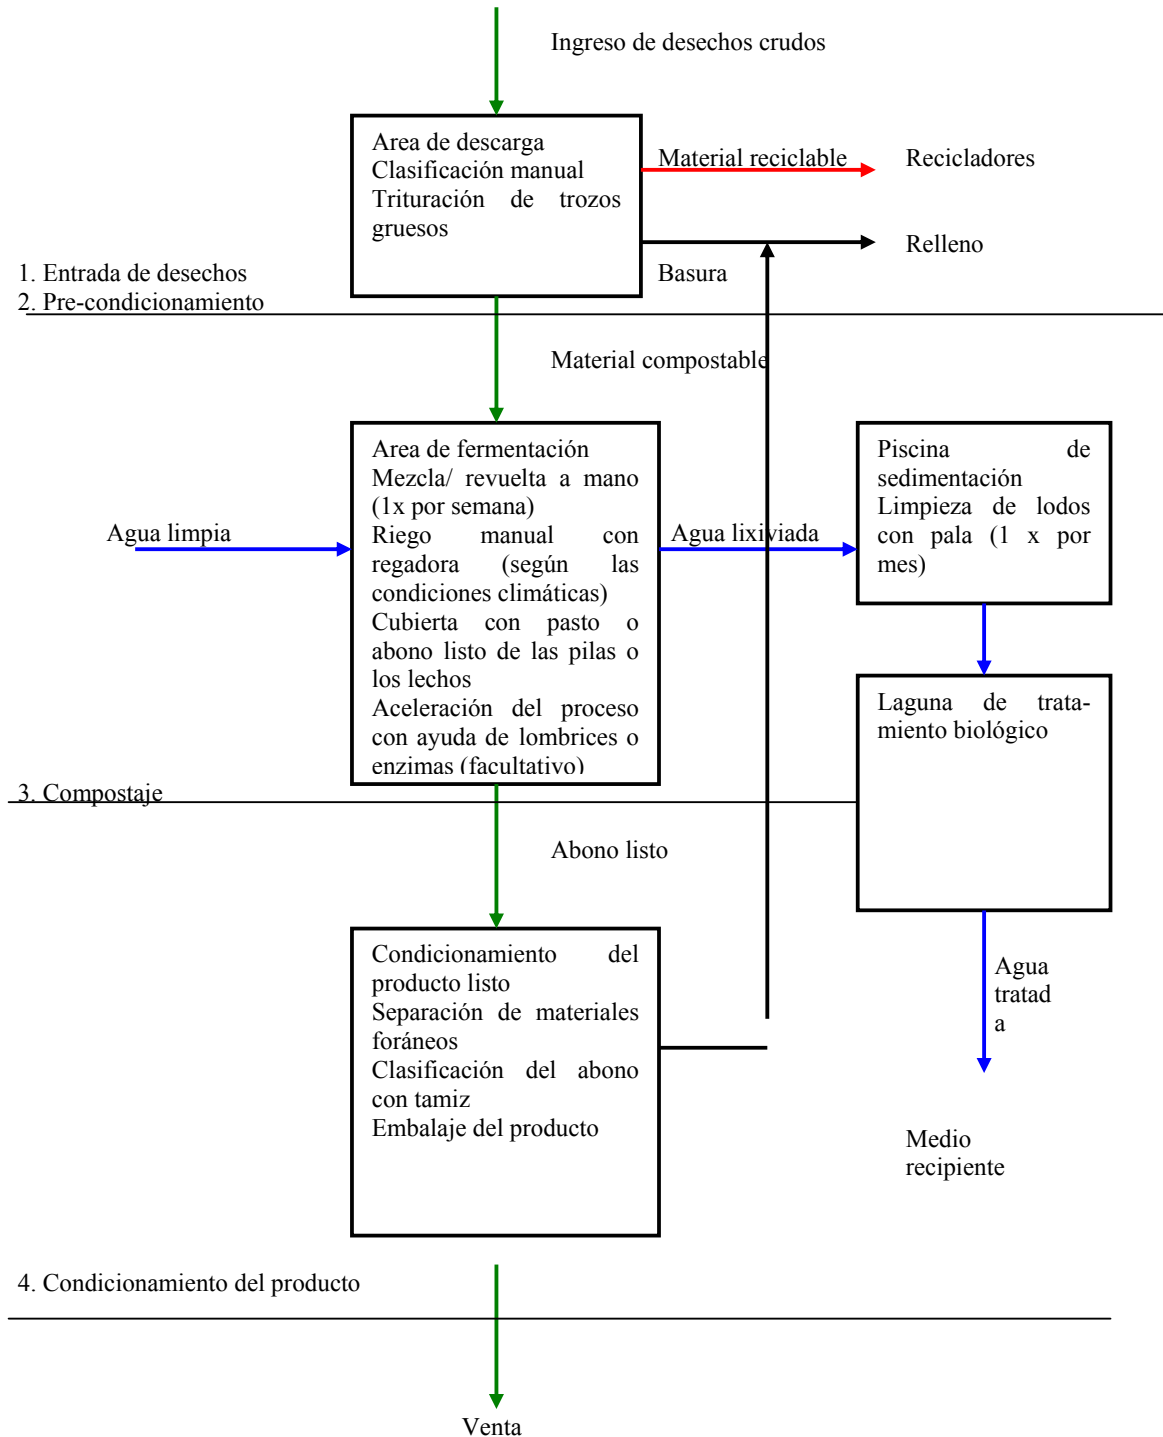 Ingreso de desechos crudos
Area de descarga
Clasificación manual
Trituración de trozos
gruesos
Material reciclable
Recicladores
Relleno
Basura
1. Entrada de desechos
2. Pre-condicionamiento
Material compostable
Area de fermentación
Mezcla/ revuelta a mano
(1x por semana)
Riego manual con
regadora (según las
condiciones climáticas)
Cubierta con pasto o
abono listo de las pilas o
los lechos
Aceleración del proceso
con ayuda de lombrices o
enzimas (facultativo)
Agua limpia
Agua lixiviada
Piscina de
sedimentación
Limpieza de lodos
con pala (1 x por
mes)
Laguna de trata-
miento biológico
3. Compostaje
Abono listo
Condicionamiento del
producto listo
Separación de materiales
foráneos
Clasificación del abono
con tamiz
Embalaje del producto
Agua
tratad
a
Medio
recipiente
4. Condicionamiento del producto
Venta